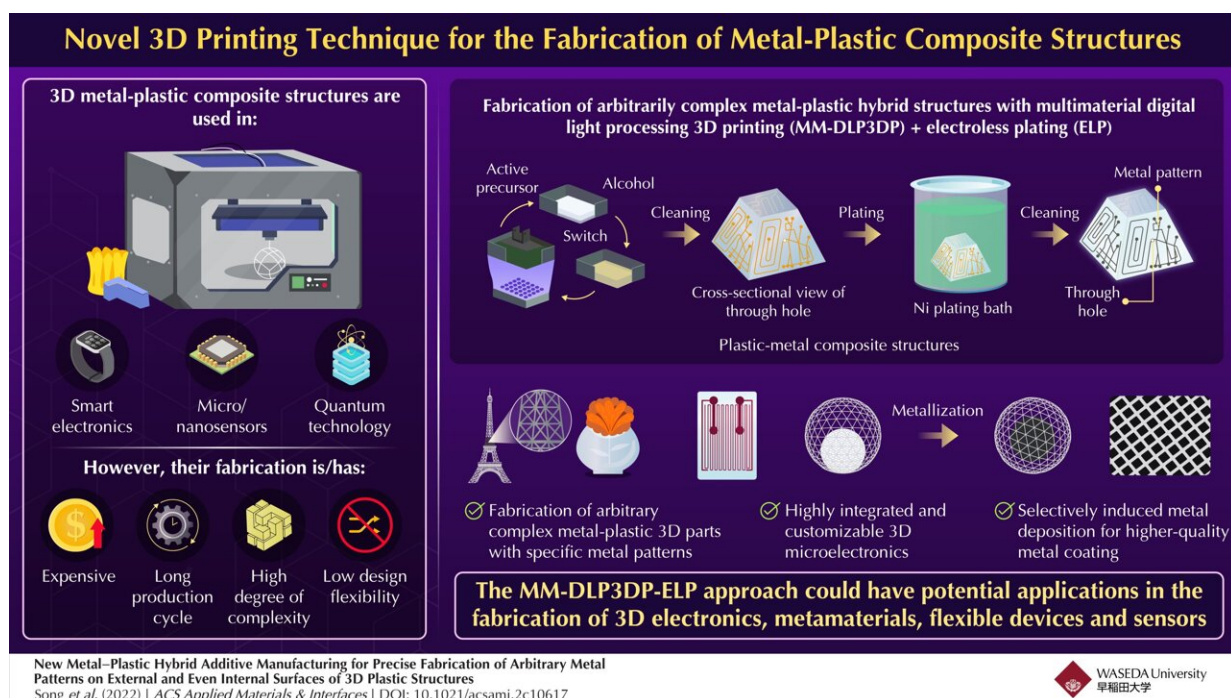 Novel 3D Printing Technique for the Fabrication of Metal-Plastic Composite Structures
3D metal-plastic composite structures are
used in:
Smart
electronics
Micro/
nanosensors
Quantum
technology
However, their fabrication is/has:
$
Expensive
Long
production
cycle
High
degree of
complexity
Low design
flexibility
Fabrication of arbitrarily complex metal-plastic hybrid structures with multimaterial digital
light processing 3D printing (MM-DLP3DP) + electroless plating (ELP)
Active
precursor
Alcohol
Switch
Cleaning
Cross-sectional view of
through hole
Plating
Ni plating bath
Cleaning
Metal pattern
Through
hole
Plastic-metal composite structures
Metallization
Fabrication of arbitrary
complex metal-plastic 3D parts
with specific metal patterns
Highly integrated and
customizable 3D
microelectronics
Selectively induced metal
deposition for higher-quality
metal coating
The MM-DLP3DP-ELP approach could have potential applications in the
fabrication of 3D electronics, metamaterials, flexible devices and sensors
New Metal–Plastic Hybrid Additive Manufacturing for Precise Fabrication of Arbitrary Metal
Patterns on External and Even Internal Surfaces of 3D Plastic Structures
Song et al. (2022) | ACS Applied Materials & Interfaces | DOI: 10.1021/acsami.2c10617
WASEDA University
早稲田大学